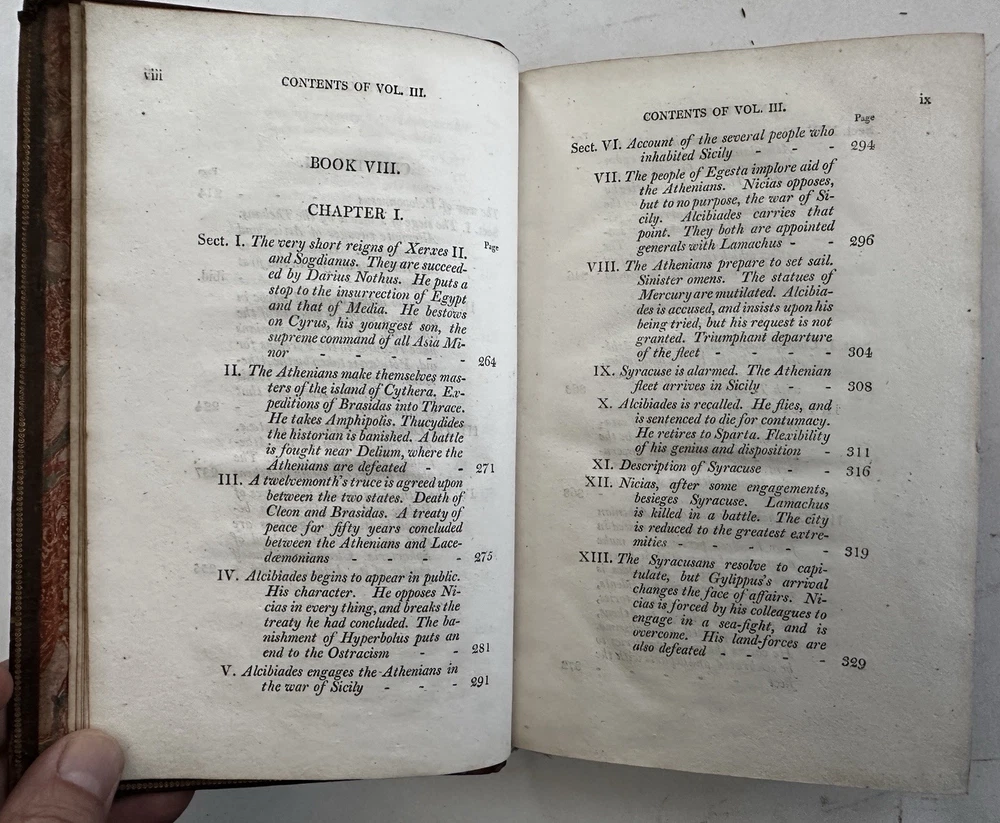 viii
CONTENTS OF VOL. III.
BOOK VIII.
CHAPTER I.
Page
Sect. I. The very short reigns of Xerxes II.
and Sogdianus. They are succeed-
ed by Darius Nothus. He puts a
stop to the insurrection of Egypt
and that of Media. He bestows
on Cyrus, his youngest son, the
supreme command of all Asia Mi-
nor - - - - - 264
II. The Athenians make themselves mas-
ters of the island of Cythera. Ex-
peditions of Brasidas into Thrace.
He takes Amphipolis. Thucydides
the historian is banished. A battle
is fought near Delium, where the
Athenians are defeated - - 271
III. A twelvemonth's truce is agreed upon
between the two states. Death of
Cleon and Brasidas. A treaty of
peace for fifty years concluded
between the Athenians and Lace-
dæmonians - - - - 275
IV. Alcibiades begins to appear in public.
His character. He opposes Ni-
cias in every thing, and breaks the
treaty he had concluded. The ba-
nishment of Hyperbolus puts an
end to the Ostracism - - 281
V. Alcibiades engages the Athenians in
the war of Sicily - - - 291
ix
CONTENTS OF VOL. III.
Page
Sect. VI. Account of the several people who
inhabited Sicily - - - 294
VII. The people of Egesta implore aid of
the Athenians. Nicias opposes,
but to no purpose, the war of Si-
cily. Alcibiades carries that
point. They both are appointed
generals with Lamachus - - 296
VIII. The Athenians prepare to set sail.
Sinister omens. The statues of
Mercury are mutilated. Alcibia-
des is accused, and insists upon his
being tried, but his request is not
granted. Triumphant departure
of the fleet - - - - 304
IX. Syracuse is alarmed. The Athenian
fleet arrives in Sicily - - 308
X. Alcibiades is recalled. He flies, and
is sentenced to die for contumacy.
He retires to Sparta. Flexibility
of his genius and disposition - 311
XI. Description of Syracuse - - 316
XII. Nicias, after some engagements,
besieges Syracuse. Lamachus
is killed in a battle. The city
is reduced to the greatest extre-
mities - - - - - 319
XIII. The Syracusans resolve to capi-
tulate, but Gylippus's arrival
changes the face of affairs. Ni-
cias is forced by his colleagues to
engage in a sea-fight, and is
overcome. His land-forces are
also defeated - - - - 329